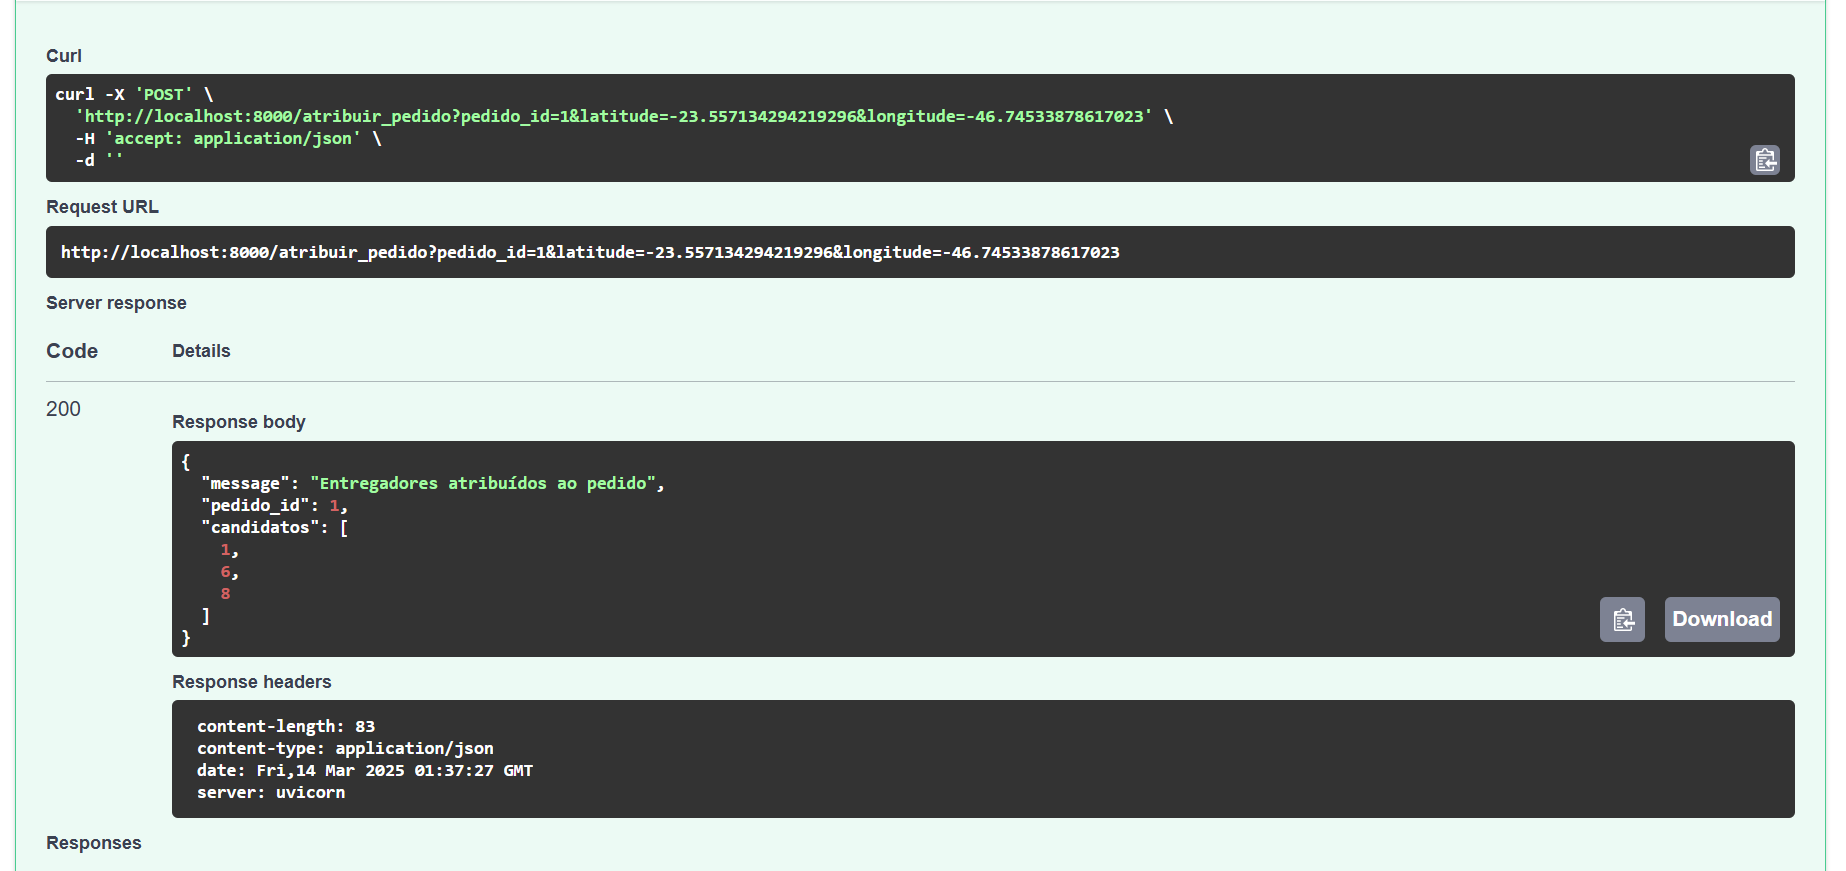 Curl
curl -X 'POST' \
'http://localhost:8000/atribuir_pedido?pedido_id=1&latitude=-23.557134294219296&longitude=-46.74533878617023' \
-H 'accept: application/json' \
-d ''
Request URL
http://localhost:8000/atribuir_pedido?pedido_id=1&latitude=-23.557134294219296&longitude=-46.74533878617023
Server response
Code Details
200
Response body
{
"message": "Entregadores atribuídos ao pedido",
"pedido_id": 1,
"candidatos": [
1,
6,
8
]
}
Download
Response headers
content-length: 83
content-type: application/json
date: Fri,14 Mar 2025 01:37:27 GMT
server: uvicorn
Responses